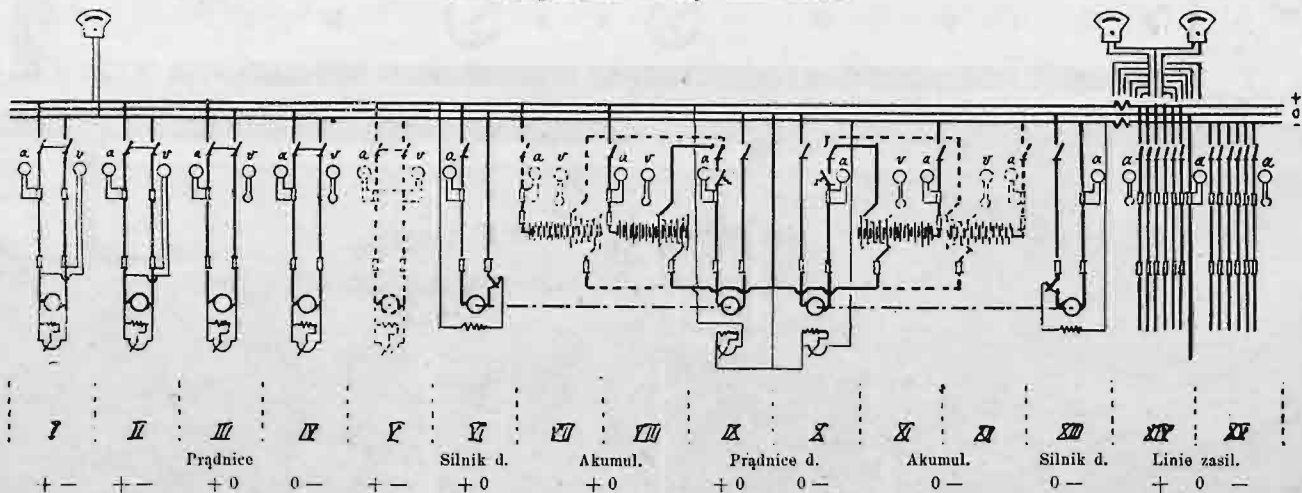 +
0
-
a v a v a v a v a v a a v a v a a v a v a a a a a
I II III IV V VI VII VIII IX X XI XI XIII XIV XV
Prądnice Silnik d. Akumul. Prądnice d. Akumul. Silnik d. Linie zasil.
+ − + − + 0 0 − + − + 0 + 0 + 0 0 − 0 − 0 − + 0 −